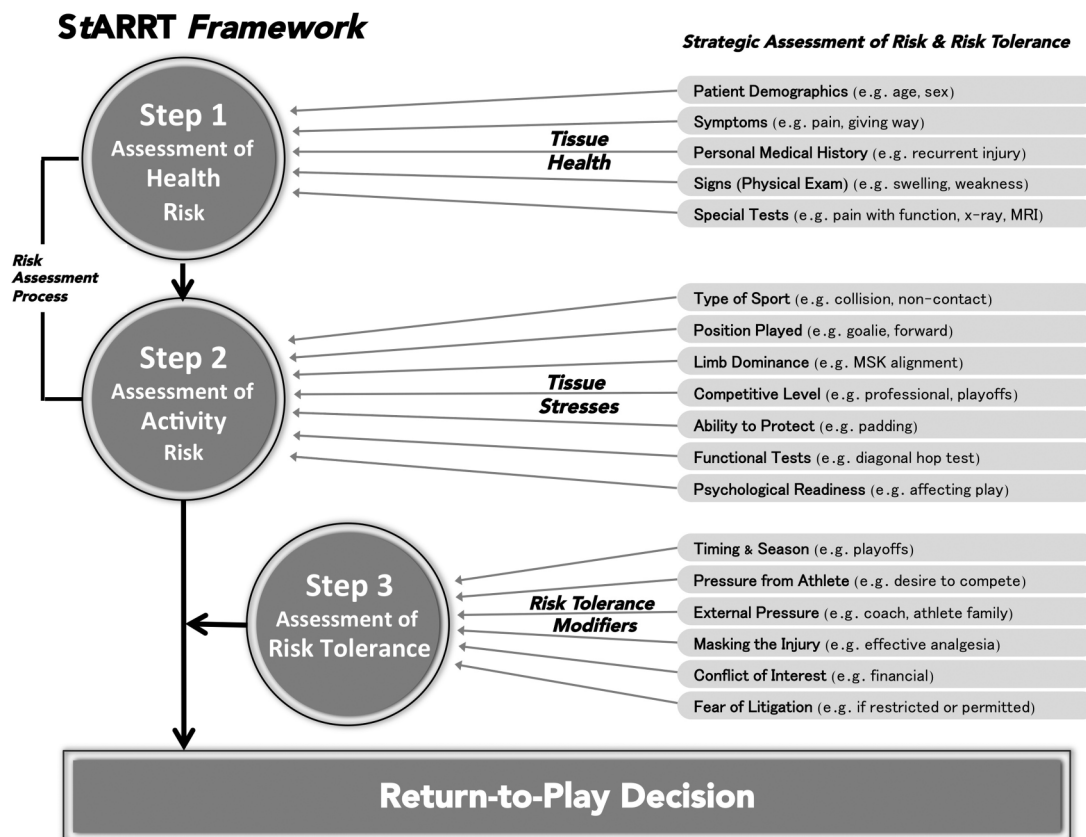 StARRT Framework
Strategic Assessment of Risk & Risk Tolerance
Step 1
Assessment of
Health
Risk
Tissue
Health
Patient Demographics (e.g. age, sex)
Symptoms (e.g. pain, giving way)
Personal Medical History (e.g. recurrent injury)
Signs (Physical Exam) (e.g. swelling, weakness)
Special Tests (e.g. pain with function, x-ray, MRI)
Risk
Assessment
Process
Step 2
Assessment of
Activity
Risk
Tissue
Stresses
Type of Sport (e.g. collision, non-contact)
Position Played (e.g. goalie, forward)
Limb Dominance (e.g. MSK alignment)
Competitive Level (e.g. professional, playoffs)
Ability to Protect (e.g. padding)
Functional Tests (e.g. diagonal hop test)
Psychological Readiness (e.g. affecting play)
Step 3
Assessment of
Risk Tolerance
Risk Tolerance
Modifiers
Timing & Season (e.g. playoffs)
Pressure from Athlete (e.g. desire to compete)
External Pressure (e.g. coach, athlete family)
Masking the Injury (e.g. effective analgesia)
Conflict of Interest (e.g. financial)
Fear of Litigation (e.g. if restricted or permitted)
Return-to-Play Decision